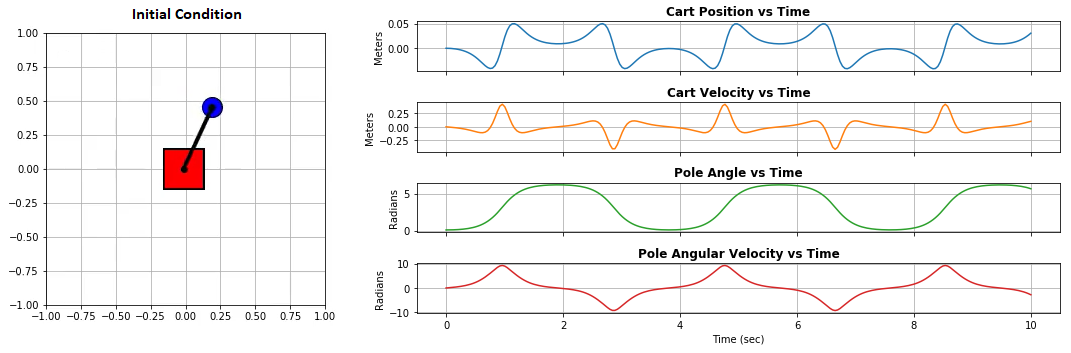 Initial Condition
1.00
0.75
0.50
0.25
0.00
−0.25
−0.50
−0.75
−1.00
−1.00 −0.75 −0.50 −0.25 0.00 0.25 0.50 0.75 1.00
Cart Position vs Time
Meters
0.05
0.00
Cart Velocity vs Time
Meters
0.25
0.00
−0.25
Pole Angle vs Time
Radians
5
0
Pole Angular Velocity vs Time
Radians
10
0
−10
0 2 4 6 8 10
Time (sec)